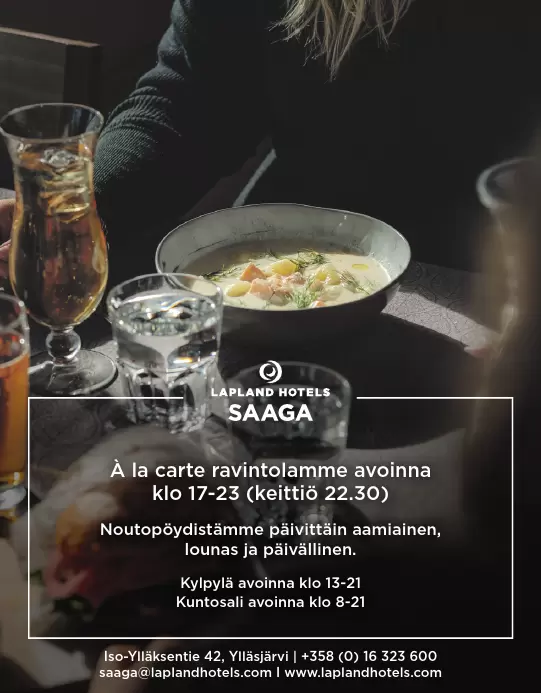 LAPLAND HOTELS
SAAGA
À la carte ravintolamme avoinna
klo 17-23 (keittiö 22.30)
Noutopöydistämme päivittäin aamiainen,
lounas ja päivällinen.
Kylpylä avoinna klo 13-21
Kuntosali avoinna klo 8-21
Iso-Ylläksentie 42, Ylläsjärvi | +358 (0) 16 323 600
saaga@laplandhotels.com I www.laplandhotels.com